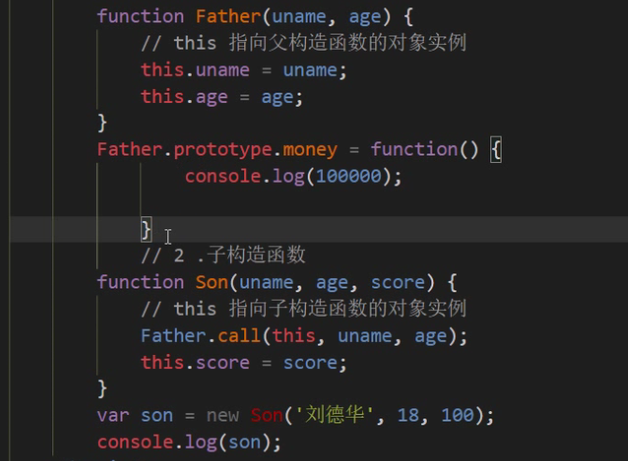 function Father(uname, age) {
// this 指向父构造函数的对象实例
this.uname = uname;
this.age = age;
}
Father.prototype.money = function() {
console.log(100000);
}
// 2 .子构造函数
function Son(uname, age, score) {
// this 指向子构造函数的对象实例
Father.call(this, uname, age);
this.score = score;
}
var son = new Son('刘德华', 18, 100);
console.log(son);